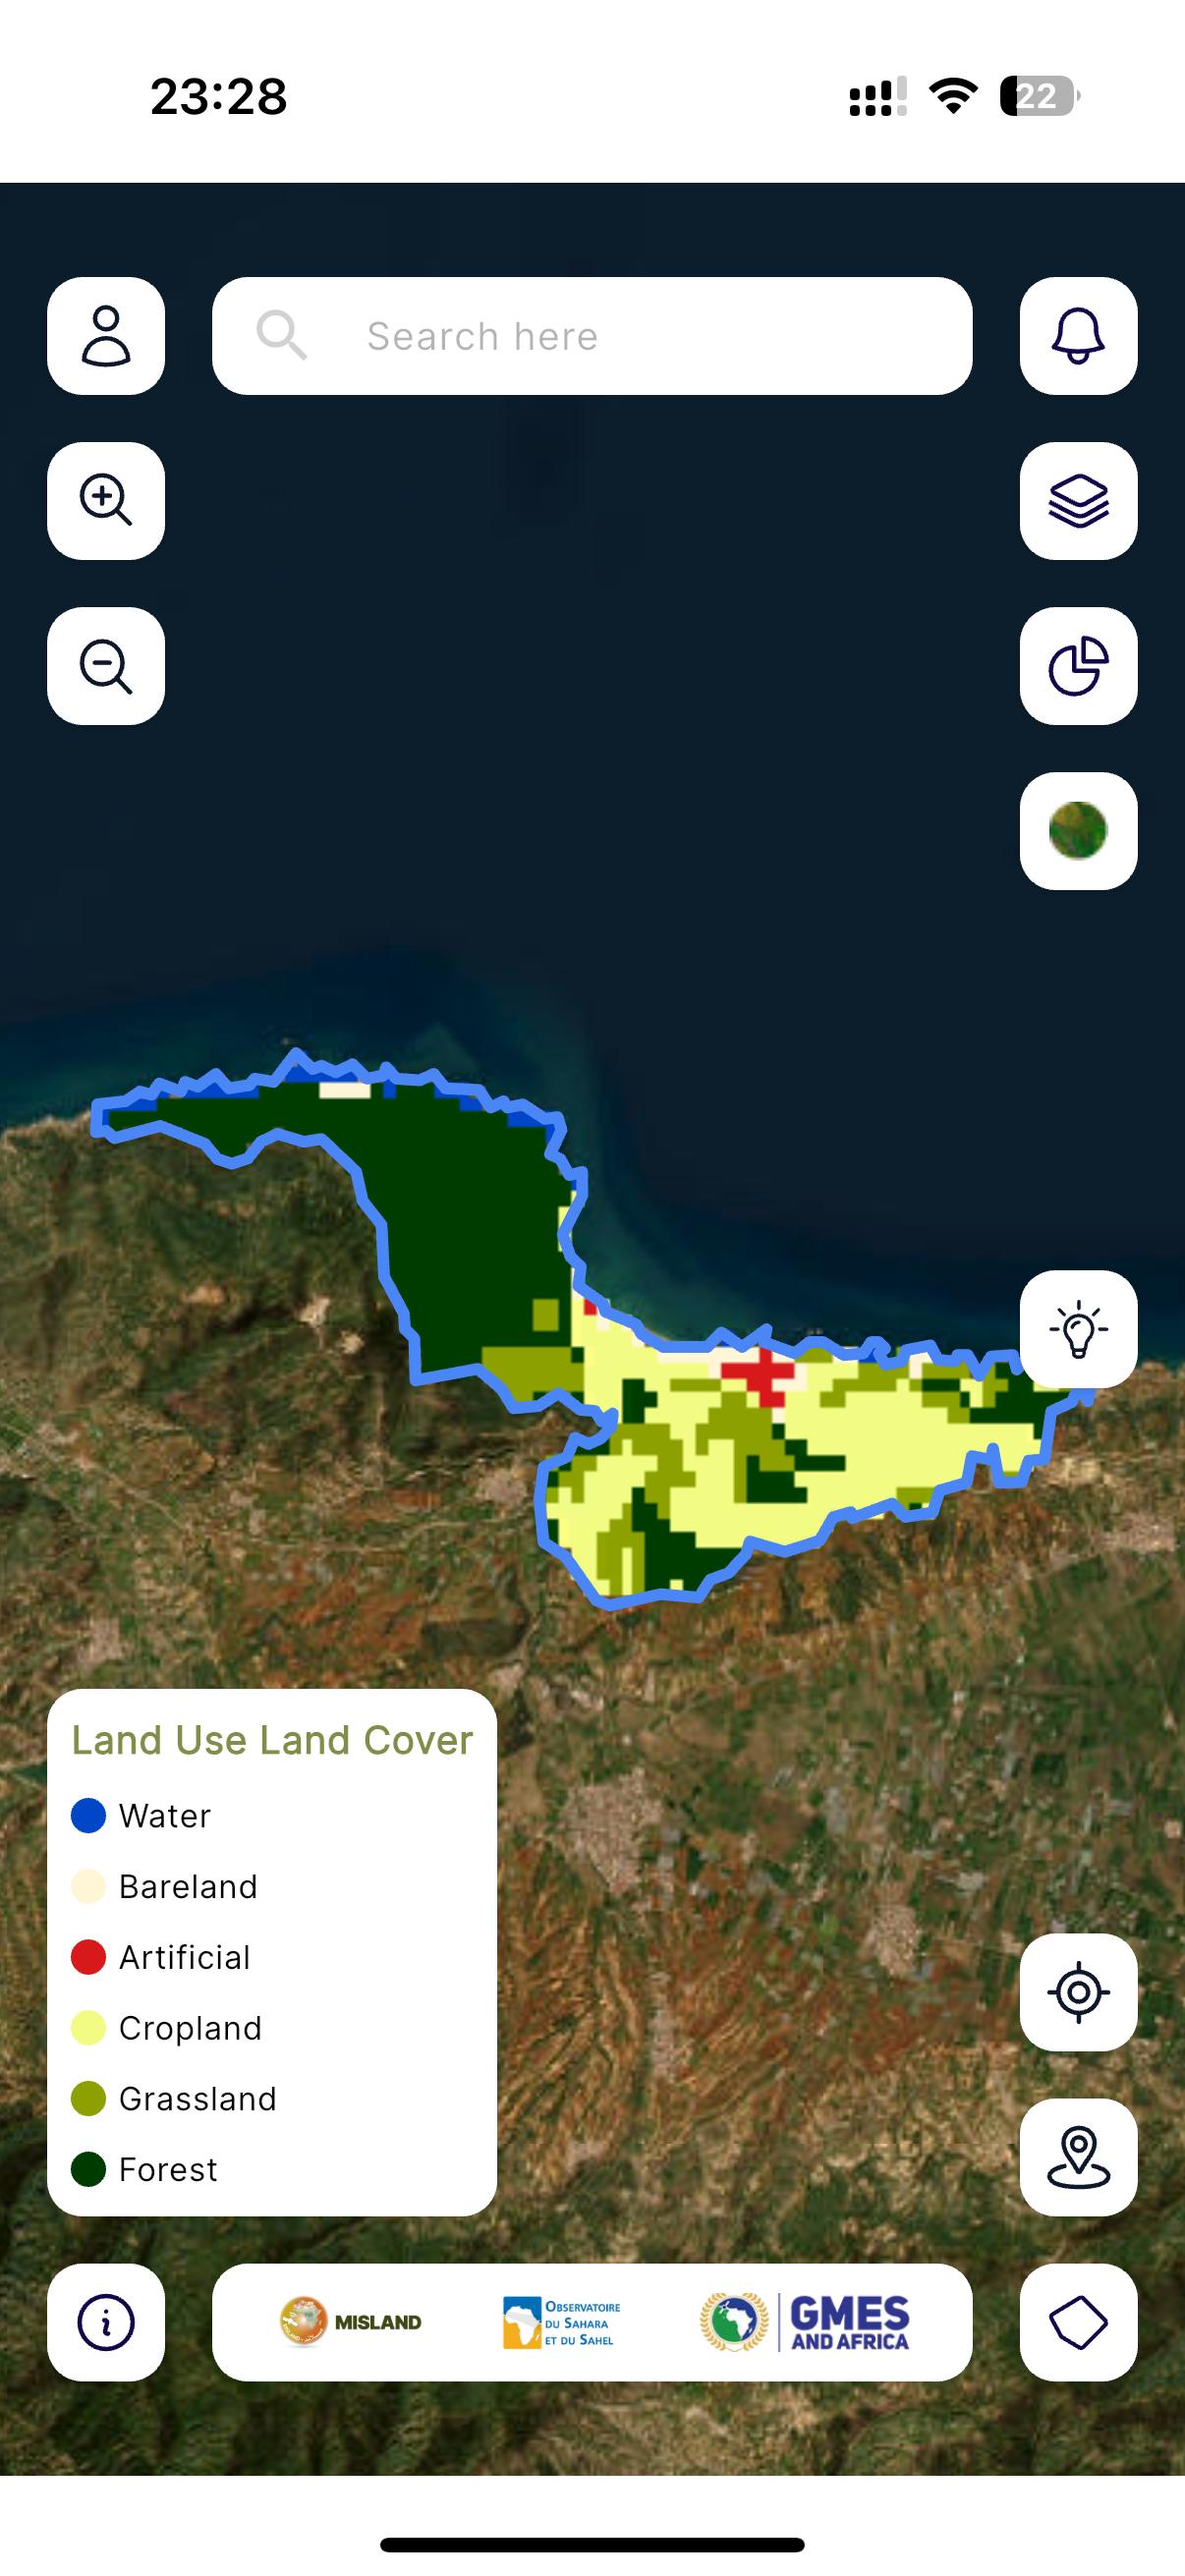 23:28
22
Search here
Land Use Land Cover
Water
Bareland
Artificial
Cropland
Grassland
Forest
MISLAND
OBSERVATOIRE
DU SAHARA
ET DU SAHEL
GMES
AND AFRICA